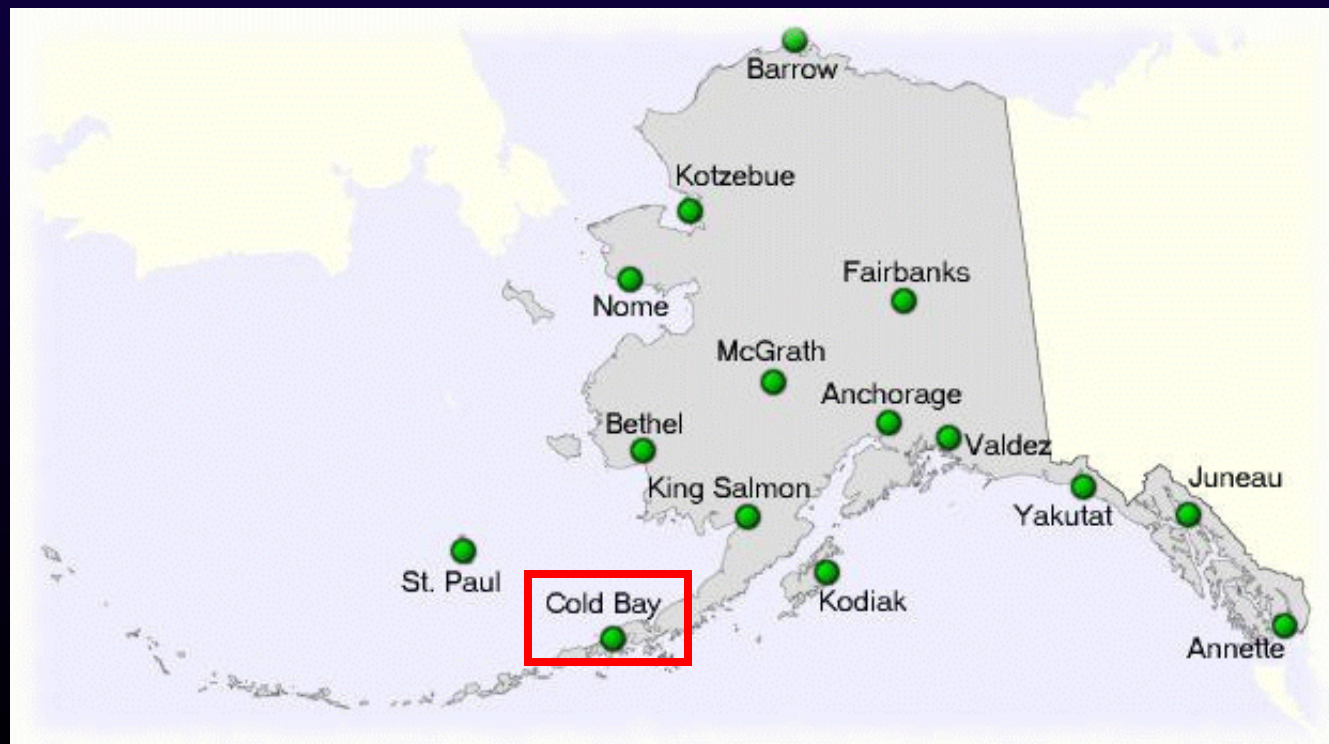 Barrow
Kotzebue
Fairbanks
Nome
McGrath
Anchorage
Bethel
Valdez
Juneau
King Salmon
Yakutat
St. Paul
Cold Bay
Kodiak
Annette